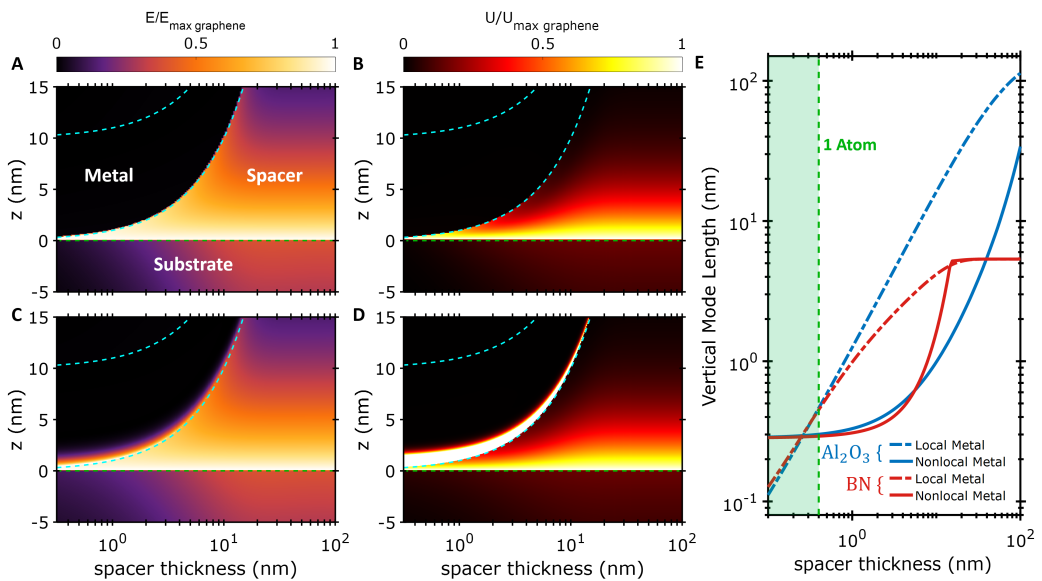 E/E max graphene
0 0.5 1
U/U max graphene
0 0.5 1
A
15
10
5
0
-5
z (nm)
Metal
Spacer
Substrate
B
15
10
5
0
-5
z (nm)
C
15
10
5
0
-5
z (nm)
10^0 10^1 10^2
spacer thickness (nm)
D
15
10
5
0
-5
z (nm)
10^0 10^1 10^2
spacer thickness (nm)
E
10^2
10^1
10^0
10^-1
Vertical Mode Length (nm)
1 Atom
Al₂O₃ {
Local Metal
Nonlocal Metal
BN {
Local Metal
Nonlocal Metal
10^0 10^1 10^2
spacer thickness (nm)